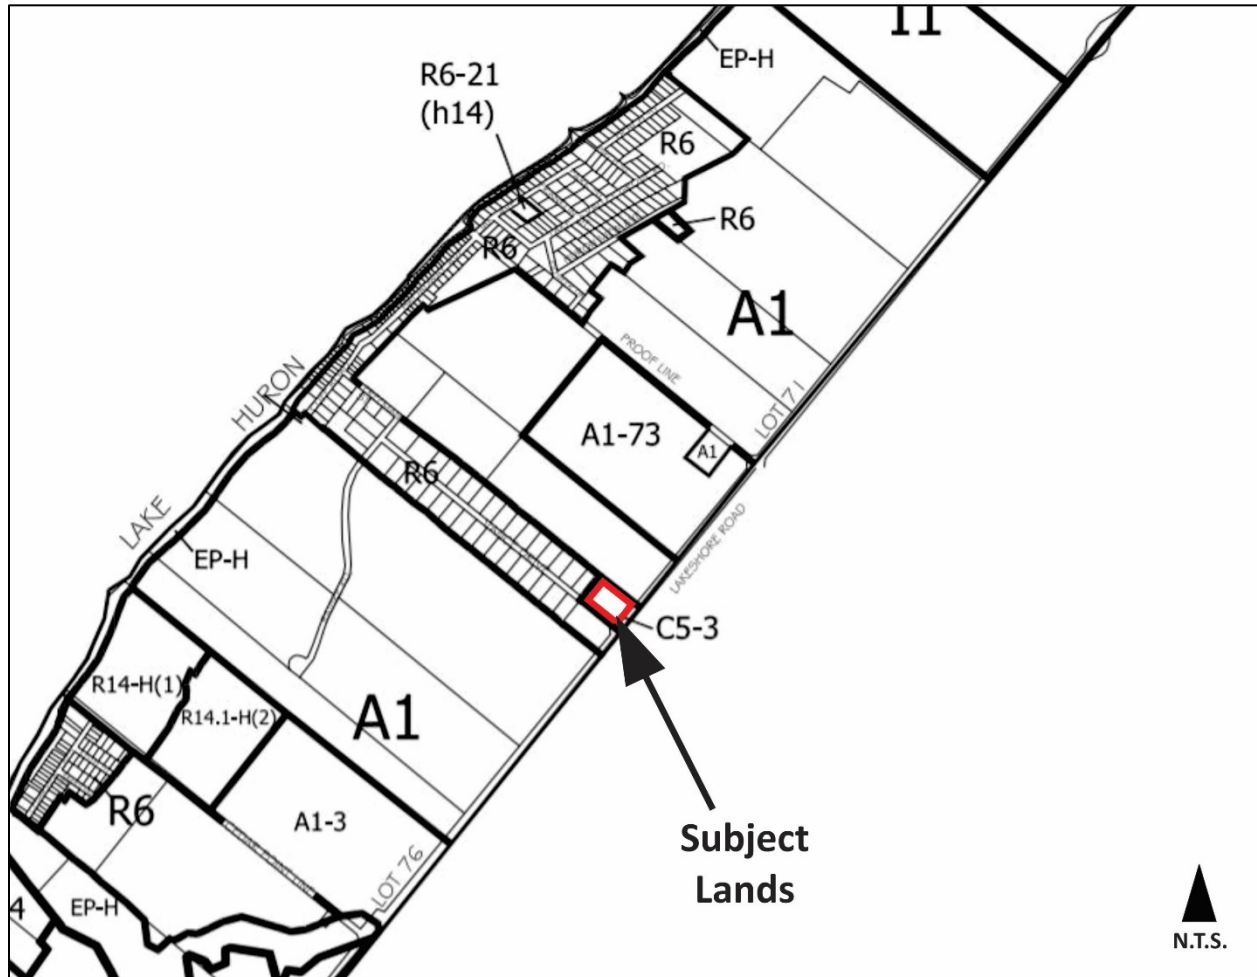 I1
EP-H
R6-21
(h14)
R6
R6
R6
A1
PROOF LINE
LOT 71
HURON
A1-73
A1
R6
LAKESHORE ROAD
LAKE
EP-H
C5-3
R14-H(1)
R14.1-H(2)
A1
R6
A1-3
Subject
Lands
LOT 76
EP-H
4
N.T.S.